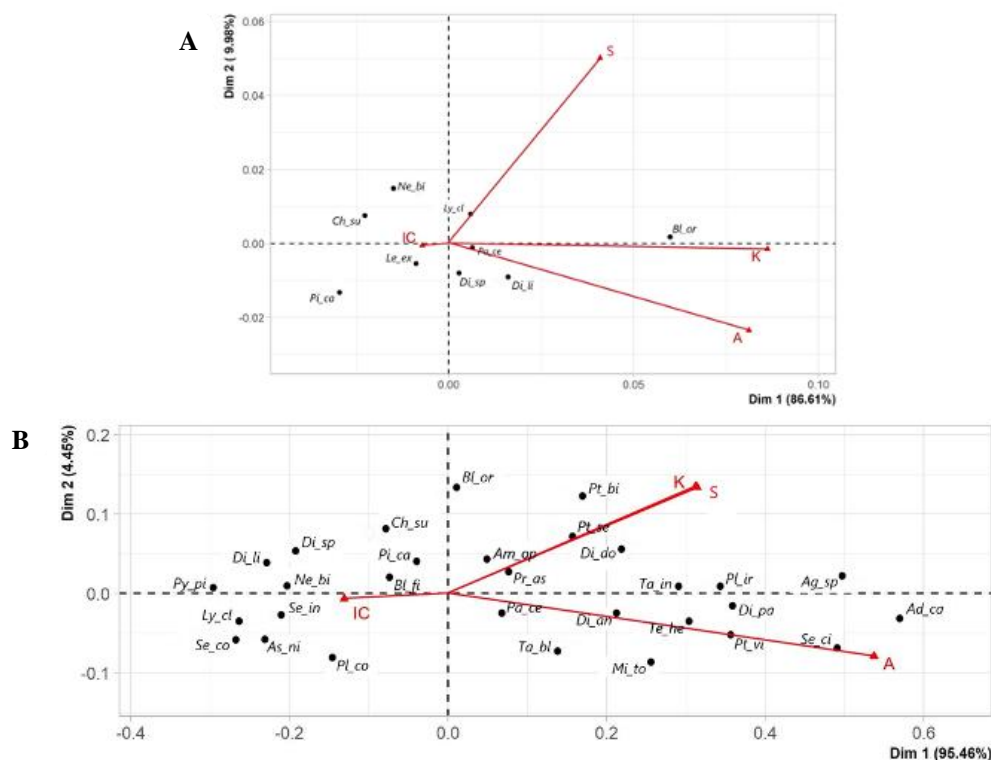 A
Dim 2 ( 9.98%)
0.06
0.04
0.02
0.00
-0.02
S
Ne_bi
Ch_su
Ly_cl
Bl_or
IC
Pa_ce
K
Le_ex
Di_sp
Di_li
Pi_ca
A
0.00 0.05 0.10
Dim 1 (86.61%)
B
Dim 2 (4.45%)
0.2
0.1
0.0
-0.1
Bl_or
K
S
Pt_bi
Ch_su
Pt_se
Di_sp
Di_li
Pi_ca
Am_ap
Di_do
Py_pi
Ne_bi
Bl_fi
Pr_as
Ta_in
Pl_ir
Ag_sp
IC
Se_in
Pa_ce
Di_an
Di_pa
Ad_ca
Ly_cl
Te_he
Se_co
As_ni
Ta_bl
Pt_vi
Se_ci
Pl_co
Mi_to
A
-0.4 -0.2 0.0 0.2 0.4 0.6
Dim 1 (95.46%)